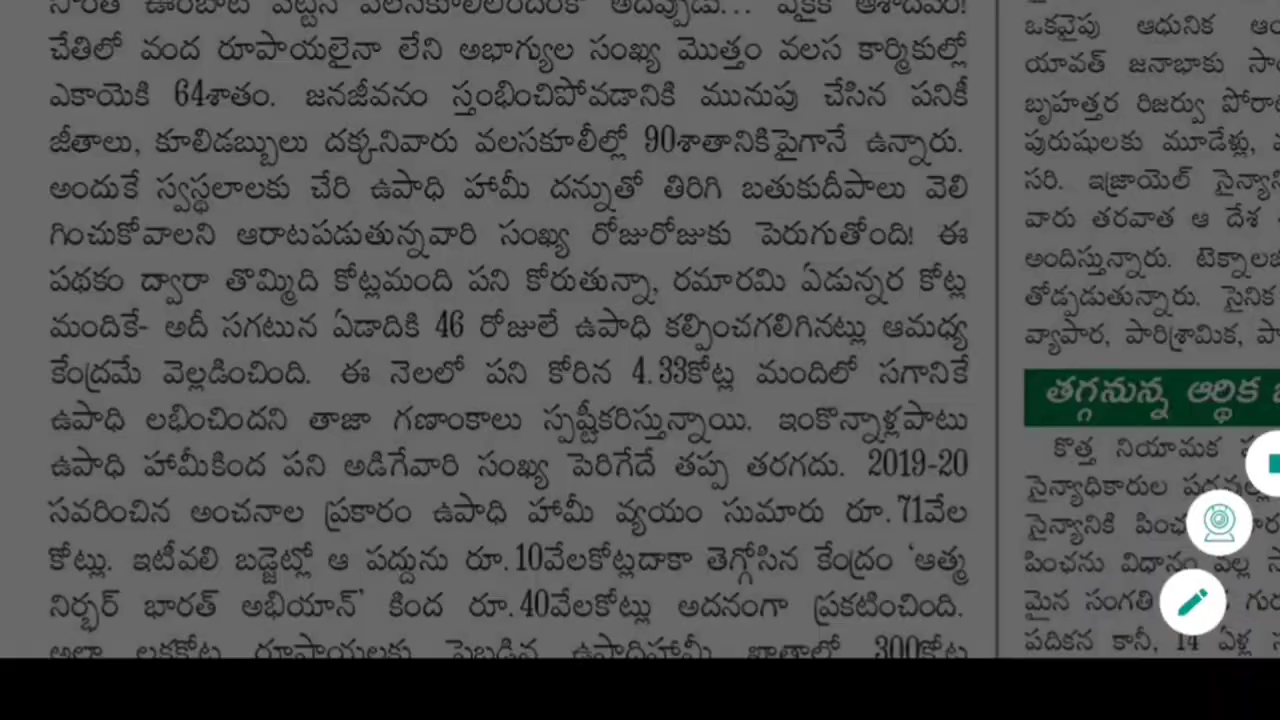 చేతిలో వంద రూపాయలైనా లేని అభాగ్యుల సంఖ్య మొత్తం వలస కార్మికుల్లో
ఎకాయెకి 64శాతం. జనజీవనం స్తంభించిపోవడానికి మునుపు చేసిన పనికీ
జీతాలు, కూలిడబ్బులు దక్కనివారు వలసకూలీల్లో 90శాతానికిపైగానే ఉన్నారు.
అందుకే స్వస్థలాలకు చేరి ఉపాధి హామీ దన్నుతో తిరిగి బతుకుదీపాలు వెలి
గించుకోవాలని ఆరాటపడుతున్నవారి సంఖ్య రోజురోజుకు పెరుగుతోంది! ఈ
పథకం ద్వారా తొమ్మిది కోట్లమంది పని కోరుతున్నా, రమారమి ఏడున్నర కోట్ల
మందికే- అదీ సగటున ఏడాదికి 46 రోజులే ఉపాధి కల్పించగలిగినట్లు ఆమధ్య
కేంద్రమే వెల్లడించింది. ఈ నెలలో పని కోరిన 4.33కోట్ల మందిలో సగానికే
ఉపాధి లభించిందని తాజా గణాంకాలు స్పష్టీకరిస్తున్నాయి. ఇంకొన్నాళ్లపాటు
ఉపాధి హామీకింద పని అడిగేవారి సంఖ్య పెరిగేదే తప్ప తరగదు. 2019-20
సవరించిన అంచనాల ప్రకారం ఉపాధి హామీ వ్యయం సుమారు రూ.71వేల
కోట్లు. ఇటీవలి బడ్జెట్లో ఆ పద్దును రూ.10వేలకోట్లదాకా తెగ్గోసిన కేంద్రం 'ఆత్మ
నిర్భర్ భారత్ అభియాన్' కింద రూ.40వేలకోట్లు అదనంగా ప్రకటించింది.
ఒకవైపు ఆధునిక
యావత్ జనాభాకు
బృహత్తర రిజర్వు
పురుషులకు మూడేళ్లు,
సరి. ఇజ్రాయెల్
వారు తరవాత ఆ దేశ
అందిస్తున్నారు.
తోడ్పడుతున్నారు. సైనిక
వ్యాపార, పారిశ్రామిక,
తగ్గనున్న ఆర్థిక
కొత్త నియామక
సైన్యాధికారుల
సైన్యానికి
పింఛను విధానం వల్ల
మైన సంగతి
పదికన కానీ, 14 ఏళ్ల